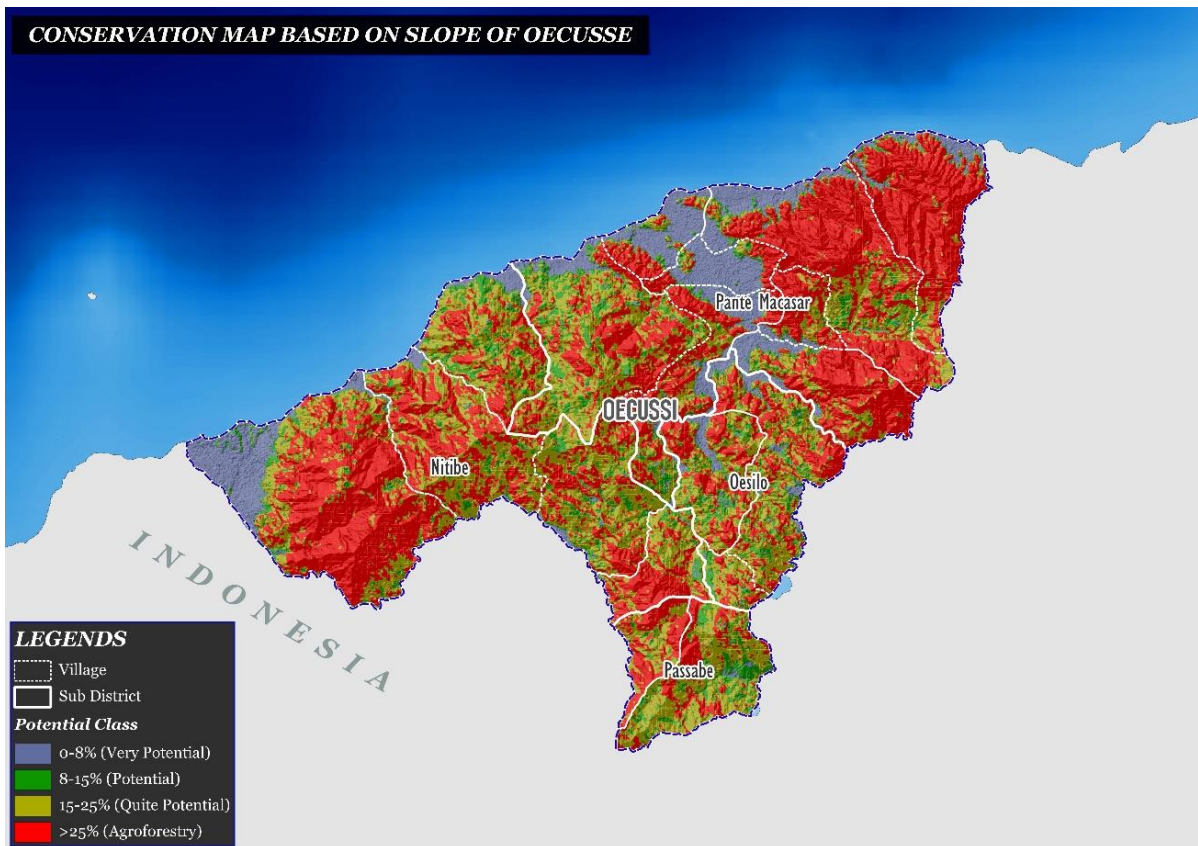 CONSERVATION MAP BASED ON SLOPE OF OECUSSE
Pante Macasar
OECUSSI
Nitibe
Oesilo
INDONESIA
Passabe
LEGENDS
Village
Sub District
Potential Class
0-8% (Very Potential)
8-15% (Potential)
15-25% (Quite Potential)
>25% (Agroforestry)